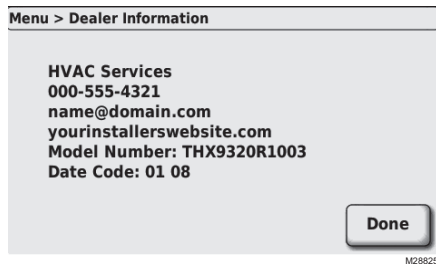 Menu > Dealer Information
HVAC Services
000-555-4321
name@domain.com
yourinstallerswebsite.com
Model Number: THX9320R1003
Date Code: 01 08
Done
M28825